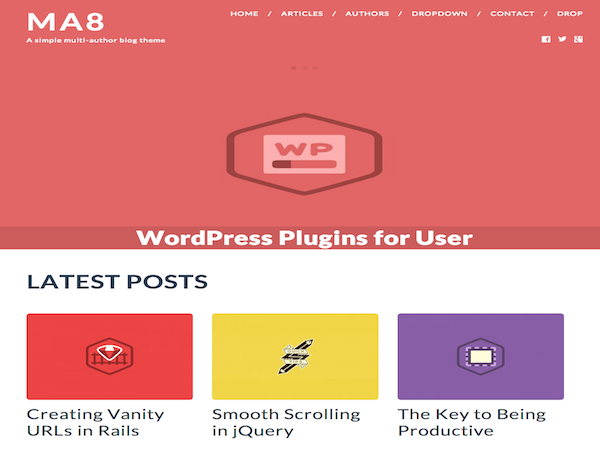 MA8
A simple multi-author blog theme
HOME / ARTICLES / AUTHORS / DROPDOWN / CONTACT / DROP
WP
WordPress Plugins for User
LATEST POSTS
Creating Vanity
URLs in Rails
Smooth Scrolling
in jQuery
The Key to Being
Productive